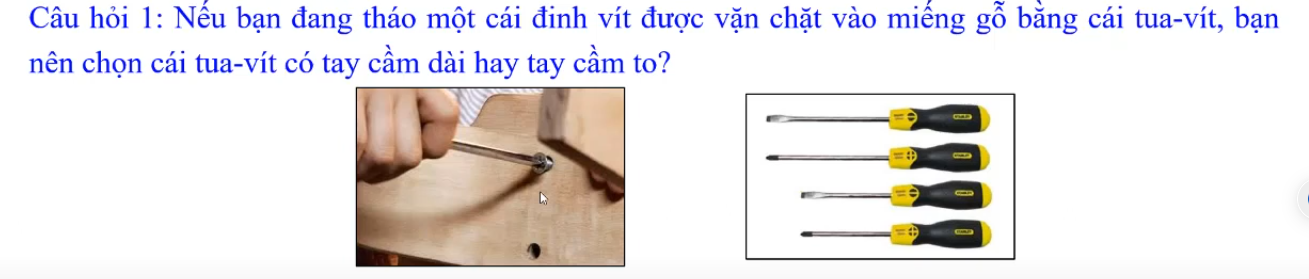 Câu hỏi 1: Nếu bạn đang tháo một cái đinh vít được vặn chặt vào miếng gỗ bằng cái tua-vít, bạn
nên chọn cái tua-vít có tay cầm dài hay tay cầm to?